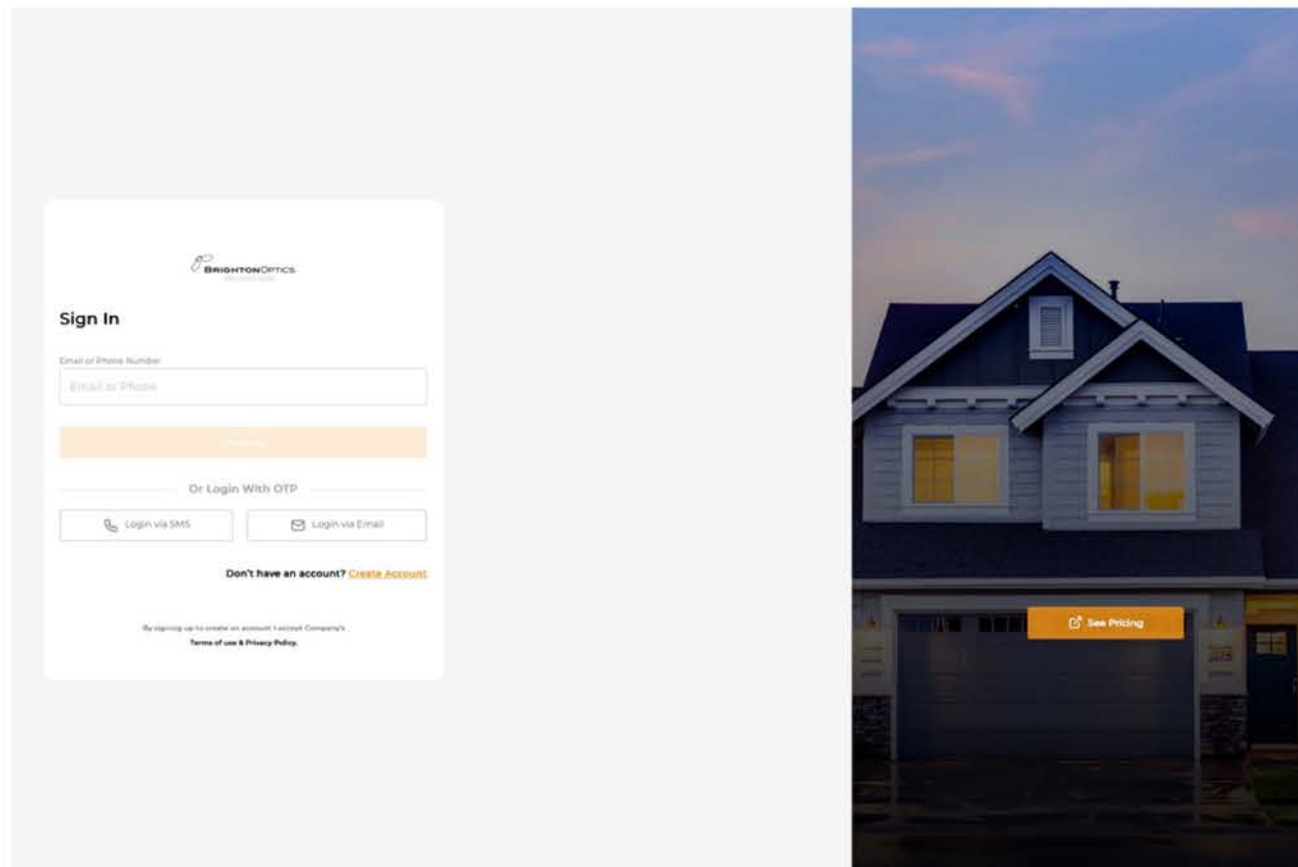 BRIGHTONOPTICS
Sign In
Email or Phone Number
Email or Phone
Or Login With OTP
Login via SMS
Login via Email
Don't have an account? Create Account
By signing up to create an account I accept Company's
Terms of use & Privacy Policy.
See Pricing